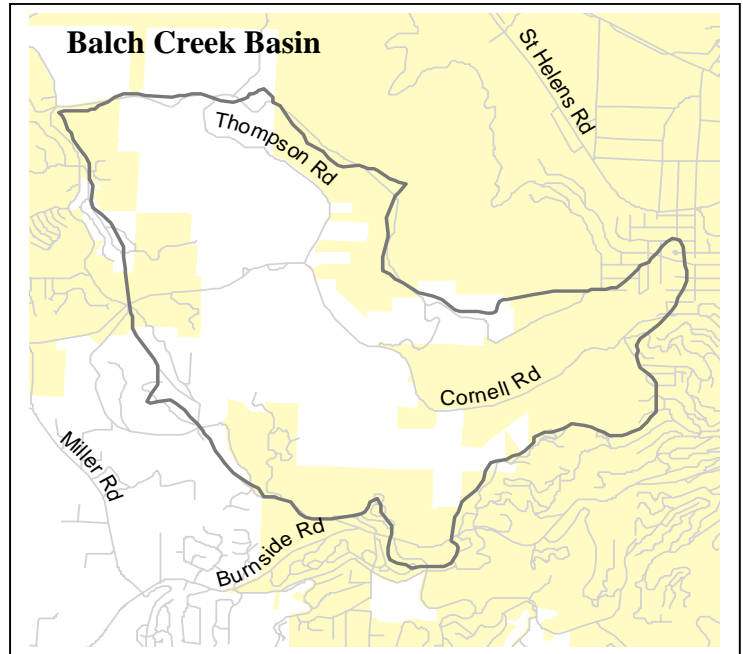 Balch Creek Basin
St Helens Rd
Thompson Rd
Cornell Rd
Miller Rd
Burnside Rd